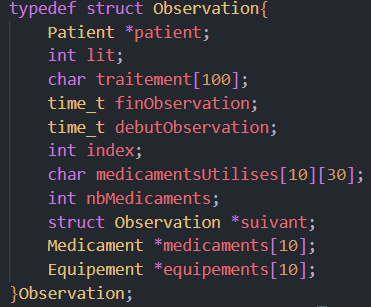 typedef struct Observation{
    Patient *patient;
    int lit;
    char traitement[100];
    time_t finObservation;
    time_t debutObservation;
    int index;
    char medicamentsUtilises[10][30];
    int nbMedicaments;
    struct Observation *suivant;
    Medicament *medicaments[10];
    Equipement *equipements[10];
}Observation;